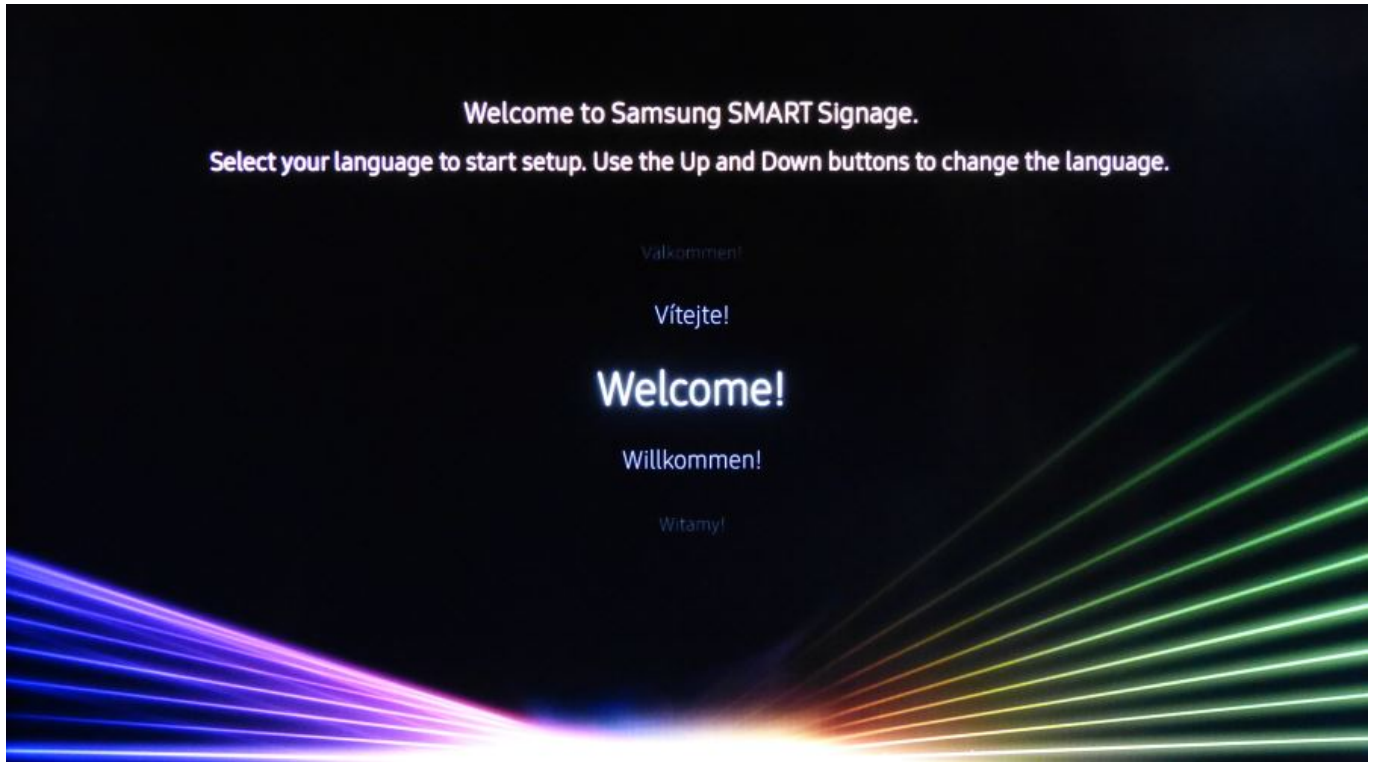 Welcome to Samsung SMART Signage.
Select your language to start setup. Use the Up and Down buttons to change the language.
Välkommen!
Vítejte!
Welcome!
Willkommen!
Witamy!